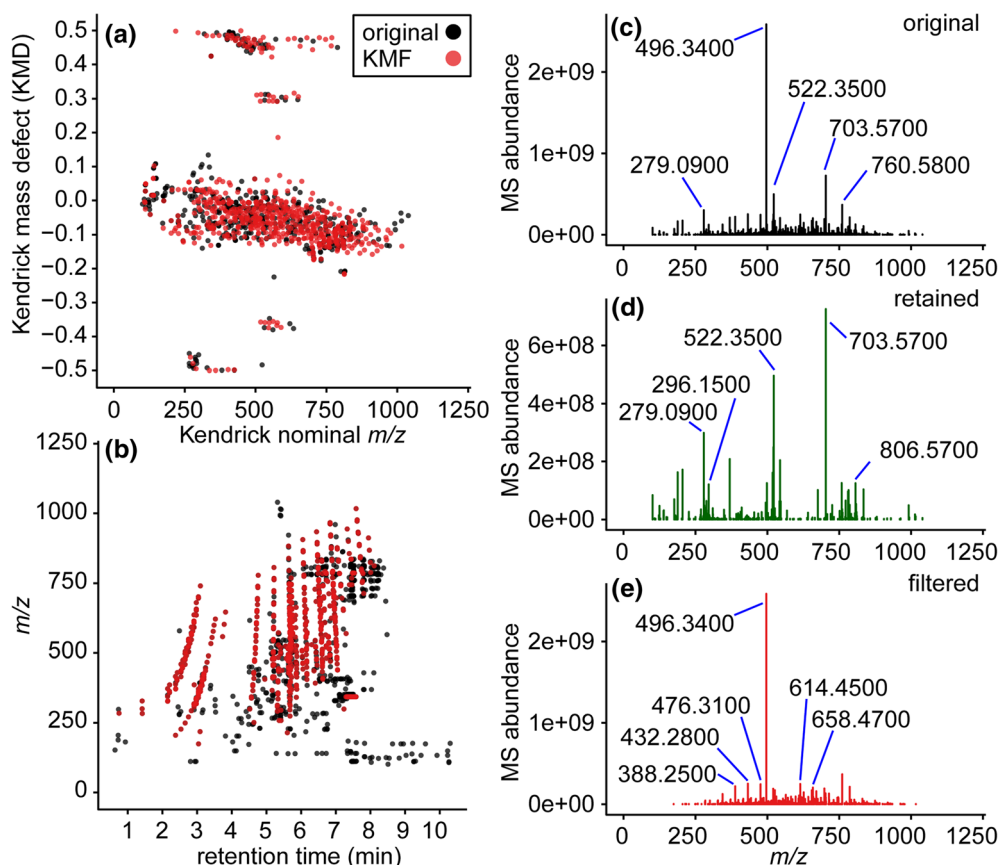 (a)
original
KMF
Kendrick mass defect (KMD)
0.5
0.4
0.3
0.2
0.1
0.0
−0.1
−0.2
−0.3
−0.4
−0.5
0 250 500 750 1000 1250
Kendrick nominal m/z
(b)
m/z
1250
1000
750
500
250
0
1 2 3 4 5 6 7 8 9 10
retention time (min)
(c) original
MS abundance
2e+09
1e+09
0e+00
496.3400
522.3500
703.5700
279.0900
760.5800
0 250 500 750 1000 1250
retained
(d)
MS abundance
6e+08
4e+08
2e+08
0e+00
522.3500
703.5700
296.1500
279.0900
806.5700
0 250 500 750 1000 1250
filtered
(e)
MS abundance
2e+09
1e+09
0e+00
496.3400
476.3100
614.4500
432.2800
658.4700
388.2500
0 250 500 750 1000 1250
m/z